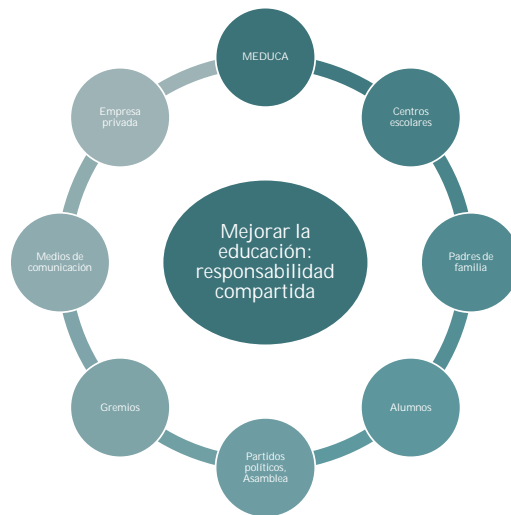 MEDUCA
Centros
escolares
Padres de
familia
Alumnos
Partidos
políticos,
Asamblea
Gremios
Medios de
comunicación
Empresa
privada
Mejorar la
educación:
responsabilidad
compartida